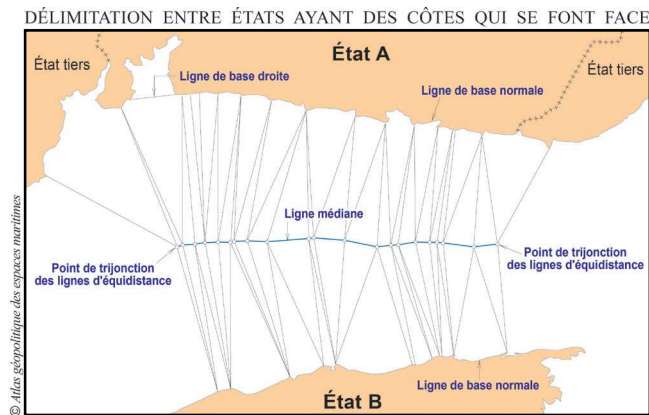 DÉLIMITATION ENTRE ÉTATS AYANT DES CÔTES QUI SE FONT FACE
État A
État tiers
État tiers
Ligne de base droite
Ligne de base normale
Ligne médiane
Point de trijonction
des lignes d'équidistance
Point de trijonction
des lignes d'équidistance
Ligne de base normale
État B
© Atlas géopolitique des espaces maritimes